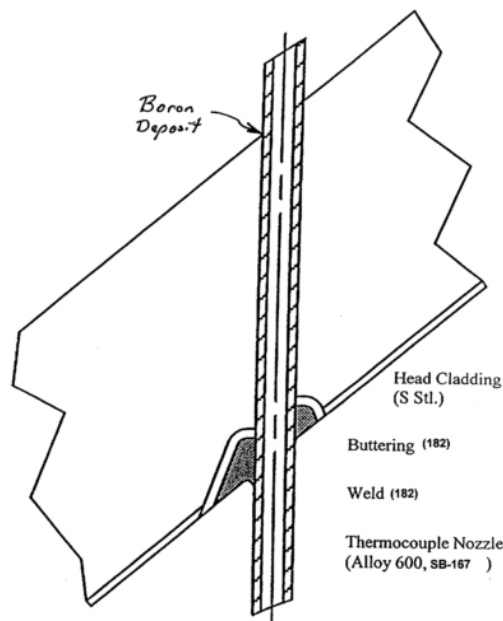 Boron
Deposit
Head Cladding
(S Stl.)
Buttering (182)
Weld (182)
Thermocouple Nozzle
(Alloy 600, SB-167 )